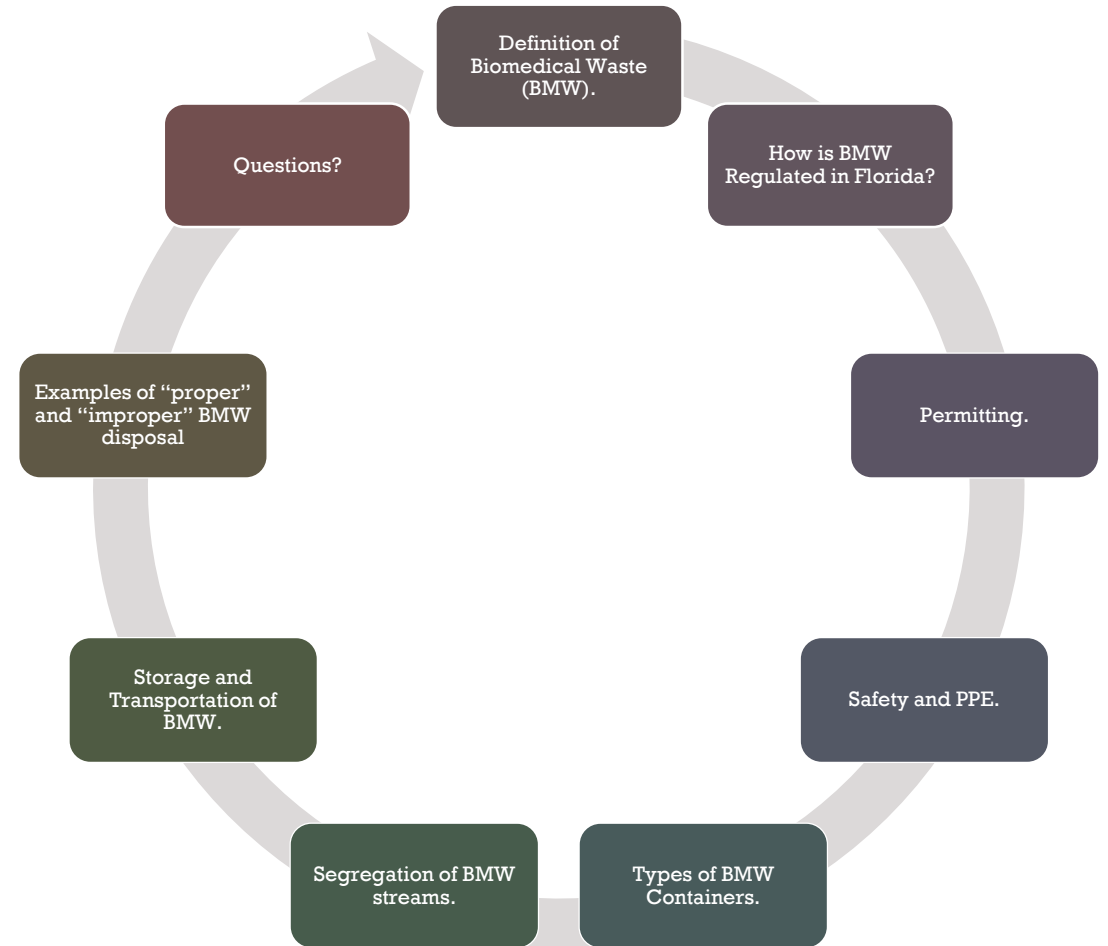 Definition of
Biomedical Waste
(BMW).
How is BMW
Regulated in Florida?
Permitting.
Safety and PPE.
Types of BMW
Containers.
Segregation of BMW
streams.
Storage and
Transportation of
BMW.
Examples of “proper”
and “improper” BMW
disposal
Questions?